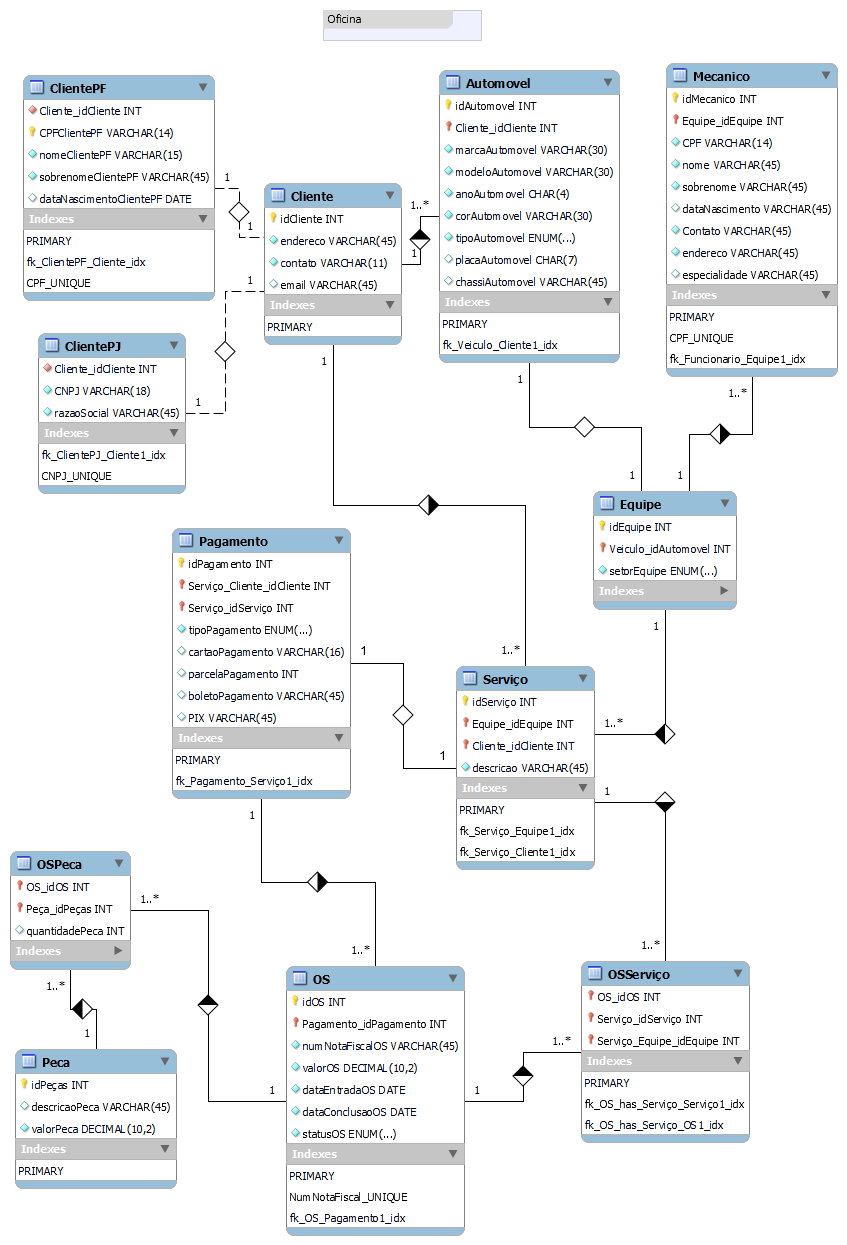 Oficina
ClientePF
Cliente_idCliente INT
CPFClientePF VARCHAR(14)
nomeClientePF VARCHAR(15)
sobrenomeClientePF VARCHAR(45)
dataNascimentoClientePF DATE
Indexes
PRIMARY
fk_ClientePF_Cliente_idx
CPF_UNIQUE
1
1
Cliente
idCliente INT
endereco VARCHAR(45)
contato VARCHAR(11)
email VARCHAR(45)
Indexes
PRIMARY
1..*
1
Automovel
idAutomovel INT
Cliente_idCliente INT
marcaAutomovel VARCHAR(30)
modeloAutomovel VARCHAR(30)
anoAutomovel CHAR(4)
corAutomovel VARCHAR(30)
tipoAutomovel ENUM(...)
placaAutomovel CHAR(7)
chassiAutomovel VARCHAR(45)
Indexes
PRIMARY
fk_Veiculo_Cliente1_idx
Mecanico
idMecanico INT
Equipe_idEquipe INT
CPF VARCHAR(14)
nome VARCHAR(45)
sobrenome VARCHAR(45)
dataNascimento VARCHAR(45)
Contato VARCHAR(45)
endereco VARCHAR(45)
especialidade VARCHAR(45)
Indexes
PRIMARY
CPF_UNIQUE
fk_Funcionario_Equipe1_idx
1
1
ClientePJ
Cliente_idCliente INT
CNPJ VARCHAR(18)
razaoSocial VARCHAR(45)
Indexes
fk_ClientePJ_Cliente1_idx
CNPJ_UNIQUE
1
1
1..*
1
1
Equipe
idEquipe INT
Veiculo_idAutomovel INT
setorEquipe ENUM(...)
Indexes
Pagamento
idPagamento INT
Serviço_Cliente_idCliente INT
Serviço_idServiço INT
tipoPagamento ENUM(...)
cartaoPagamento VARCHAR(16)
parcelaPagamento INT
boletoPagamento VARCHAR(45)
PIX VARCHAR(45)
Indexes
PRIMARY
fk_Pagamento_Serviço1_idx
1
1
1..*
1
1..*
Serviço
idServiço INT
Equipe_idEquipe INT
Cliente_idCliente INT
descricao VARCHAR(45)
Indexes
PRIMARY
fk_Serviço_Equipe1_idx
fk_Serviço_Cliente1_idx
1
1..*
1
1..*
OSPeca
OS_idOS INT
Peça_idPeças INT
quantidadePeca INT
Indexes
1..*
1
1..*
1
Peca
idPeças INT
descricaoPeca VARCHAR(45)
valorPeca DECIMAL(10,2)
Indexes
PRIMARY
OS
idOS INT
Pagamento_idPagamento INT
numNotaFiscalOS VARCHAR(45)
valorOS DECIMAL(10,2)
dataEntradaOS DATE
dataConclusaoOS DATE
statusOS ENUM(...)
Indexes
PRIMARY
NumNotaFiscal_UNIQUE
fk_OS_Pagamento1_idx
1
1..*
OSServiço
OS_idOS INT
Serviço_idServiço INT
Serviço_Equipe_idEquipe INT
Indexes
PRIMARY
fk_OS_has_Serviço_Serviço1_idx
fk_OS_has_Serviço_OS1_idx